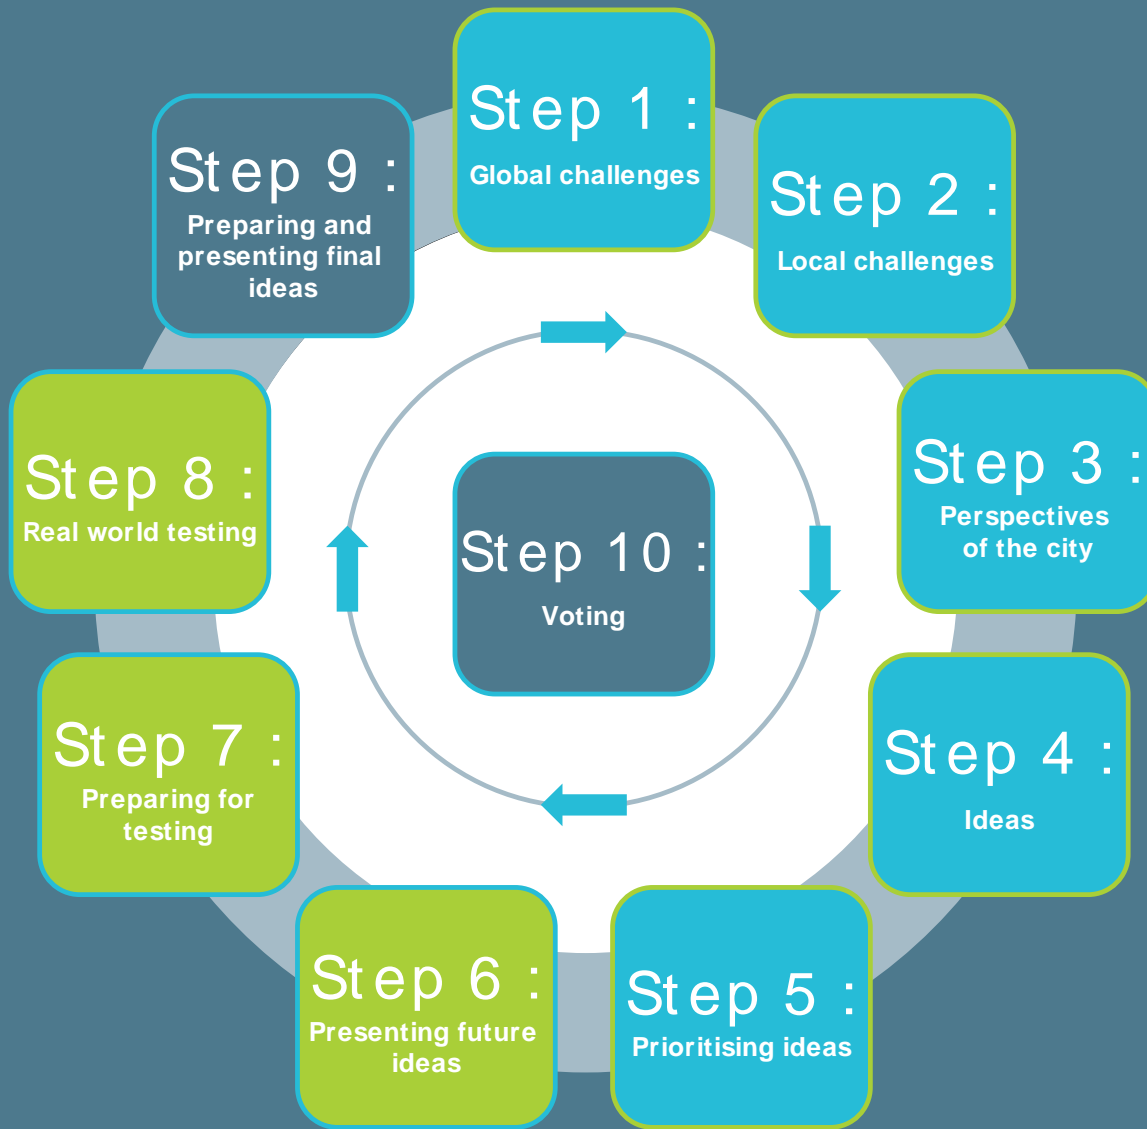 Step 1 :
Global challenges
Step 2 :
Local challenges
Step 3 :
Perspectives
of the city
Step 4 :
Ideas
Step 5 :
Prioritising ideas
Step 6 :
Presenting future
ideas
Step 7 :
Preparing for
testing
Step 8 :
Real world testing
Step 9 :
Preparing and
presenting final
ideas
Step 10 :
Voting